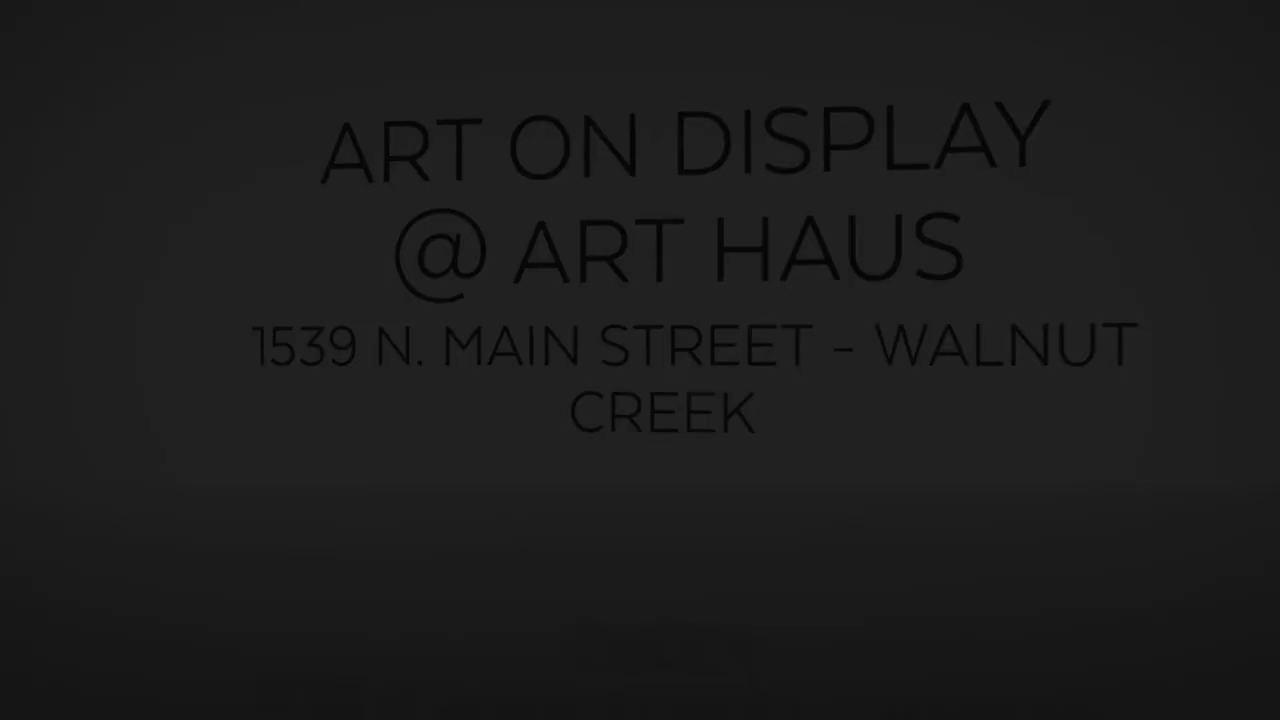 ART ON DISPLAY
@ ART HAUS
1539 N. MAIN STREET - WALNUT
CREEK